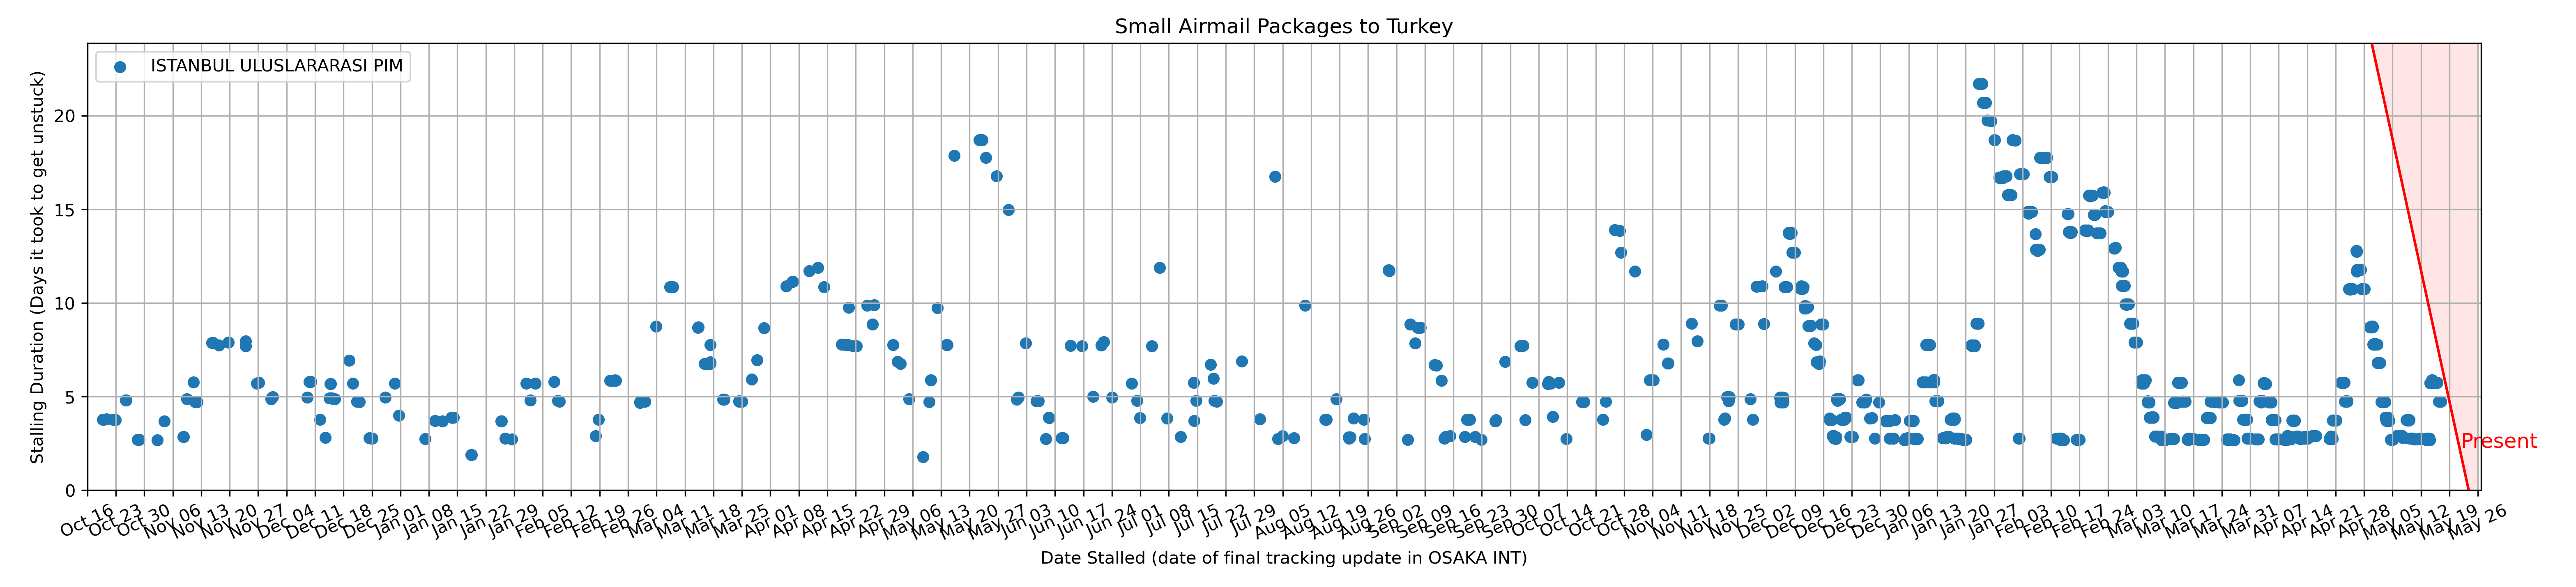 Small Airmail Packages to Turkey
ISTANBUL ULUSLARARASI PIM
Stalling Duration (Days it took to get unstuck)
20
15
10
5
0
Present
Oct 16 Oct 23 Oct 30 Nov 06 Nov 13 Nov 20 Nov 27 Dec 04 Dec 11 Dec 18 Dec 25 Jan 01 Jan 08 Jan 15 Jan 22 Jan 29 Feb 05 Feb 12 Feb 19 Feb 26 Mar 04 Mar 11 Mar 18 Mar 25 Apr 01 Apr 08 Apr 15 Apr 22 Apr 29 May 06 May 13 May 20 May 27 Jun 03 Jun 10 Jun 17 Jun 24 Jul 01 Jul 08 Jul 15 Jul 22 Jul 29 Aug 05 Aug 12 Aug 19 Aug 26 Sep 02 Sep 09 Sep 16 Sep 23 Sep 30 Oct 07 Oct 14 Oct 21 Oct 28 Nov 04 Nov 11 Nov 18 Nov 25 Dec 02 Dec 09 Dec 16 Dec 23 Dec 30 Jan 06 Jan 13 Jan 20 Jan 27 Feb 03 Feb 10 Feb 17 Feb 24 Mar 03 Mar 10 Mar 17 Mar 24 Mar 31 Apr 07 Apr 14 Apr 21 Apr 28 May 05 May 12 May 19 May 26
Date Stalled (date of final tracking update in OSAKA INT)